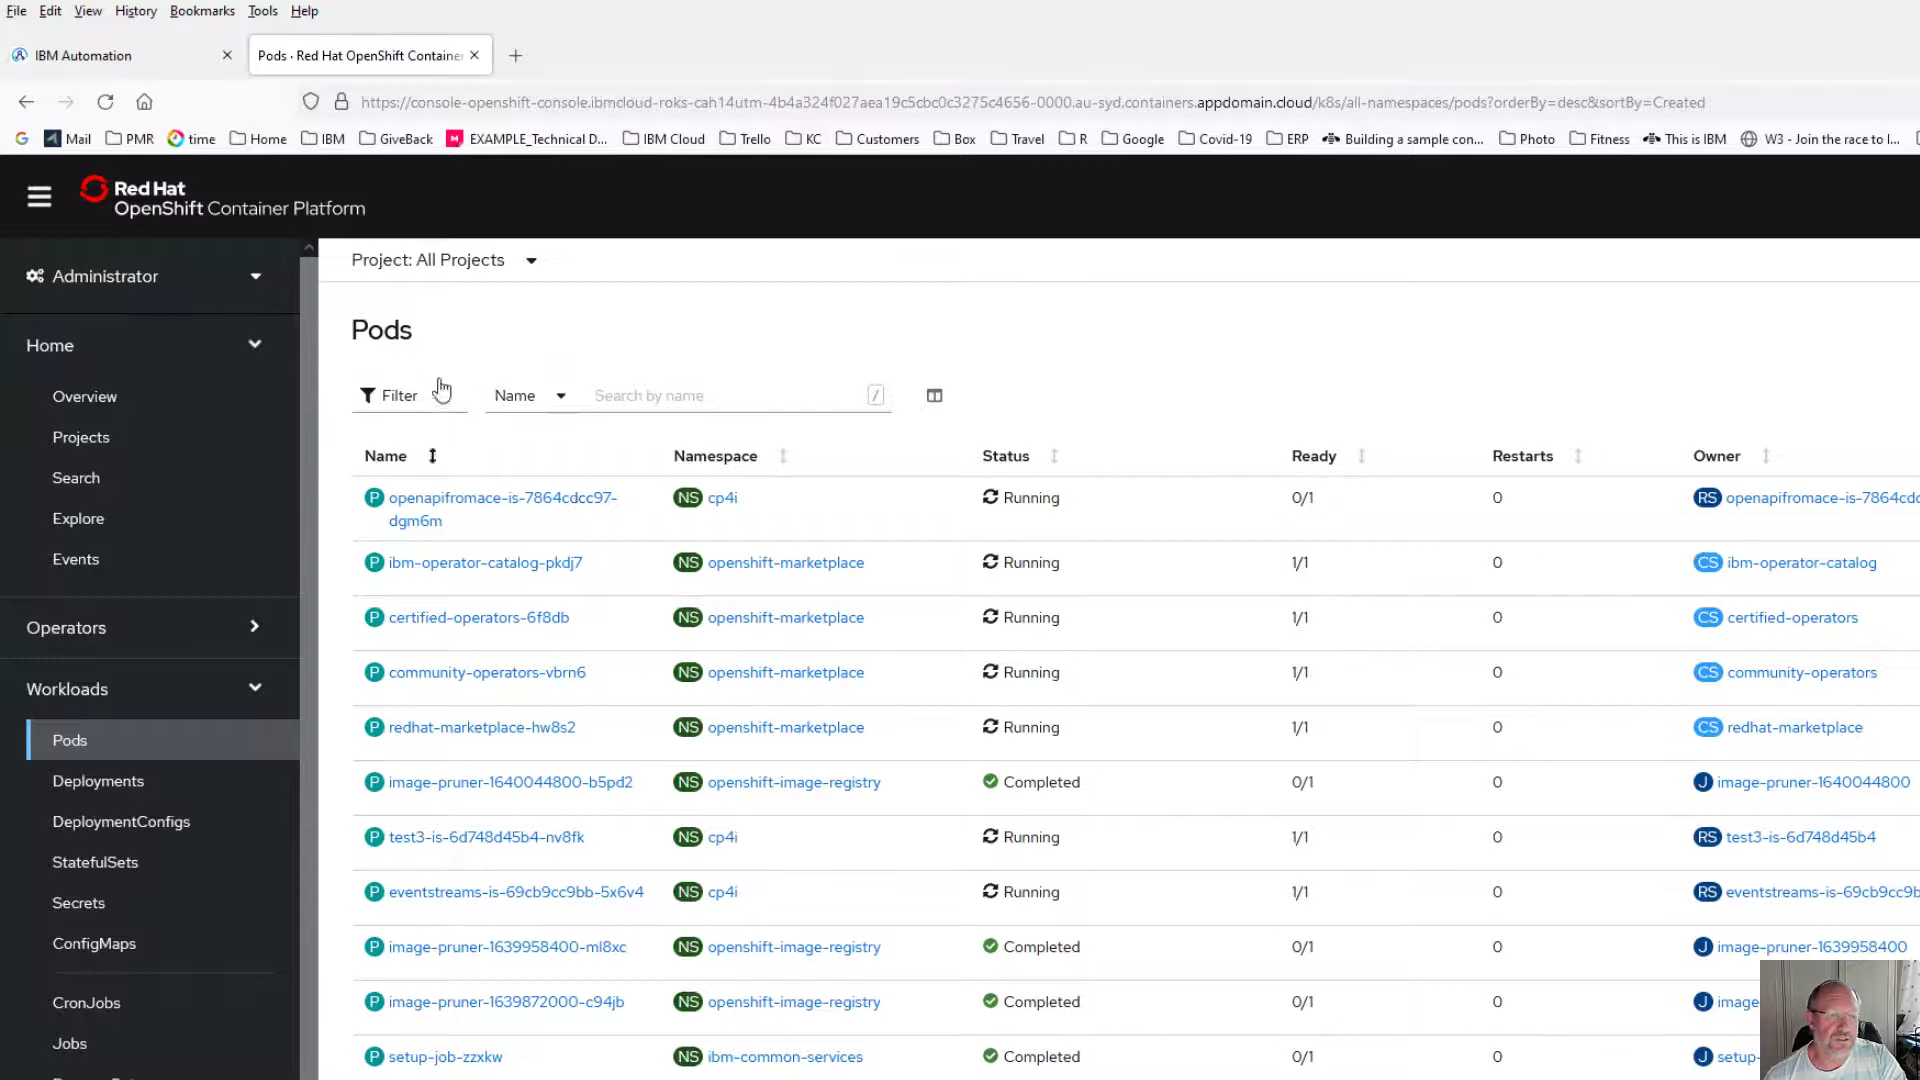 File Edit View History Bookmarks Tools Help
IBM Automation
Pods · Red Hat OpenShift Container
https://console-openshift-console.ibmcloud-roks-cah14utm-4b4a324f027aea19c5cbc0c3275c4656-0000.au-syd.containers.appdomain.cloud/k8s/all-namespaces/pods?orderBy=desc&sortBy=Created
Mail PMR time Home IBM GiveBack EXAMPLE_Technical D... IBM Cloud Trello KC Customers Box Travel R Google Covid-19 ERP Building a sample con... Photo Fitness This is IBM W3 - Join the race to l...
Red Hat
OpenShift Container Platform
Administrator
Home
Overview
Projects
Search
Explore
Events
Operators
Workloads
Pods
Deployments
DeploymentConfigs
StatefulSets
Secrets
ConfigMaps
CronJobs
Jobs
Project: All Projects
Pods
Filter Name Search by name... /
Name Namespace Status Ready Restarts Owner
P openapifromace-is-7864cdcc97-dgm6m NS cp4i Running 0/1 0 RS openapifromace-is-7864cdc
P ibm-operator-catalog-pkdj7 NS openshift-marketplace Running 1/1 0 CS ibm-operator-catalog
P certified-operators-6f8db NS openshift-marketplace Running 1/1 0 CS certified-operators
P community-operators-vbrn6 NS openshift-marketplace Running 1/1 0 CS community-operators
P redhat-marketplace-hw8s2 NS openshift-marketplace Running 1/1 0 CS redhat-marketplace
P image-pruner-1640044800-b5pd2 NS openshift-image-registry Completed 0/1 0 J image-pruner-1640044800
P test3-is-6d748d45b4-nv8fk NS cp4i Running 1/1 0 RS test3-is-6d748d45b4
P eventstreams-is-69cb9cc9bb-5x6v4 NS cp4i Running 1/1 0 RS eventstreams-is-69cb9cc9b
P image-pruner-1639958400-ml8xc NS openshift-image-registry Completed 0/1 0 J image-pruner-1639958400
P image-pruner-1639872000-c94jb NS openshift-image-registry Completed 0/1 0 J image
P setup-job-zzxkw NS ibm-common-services Completed 0/1 0 J setup-